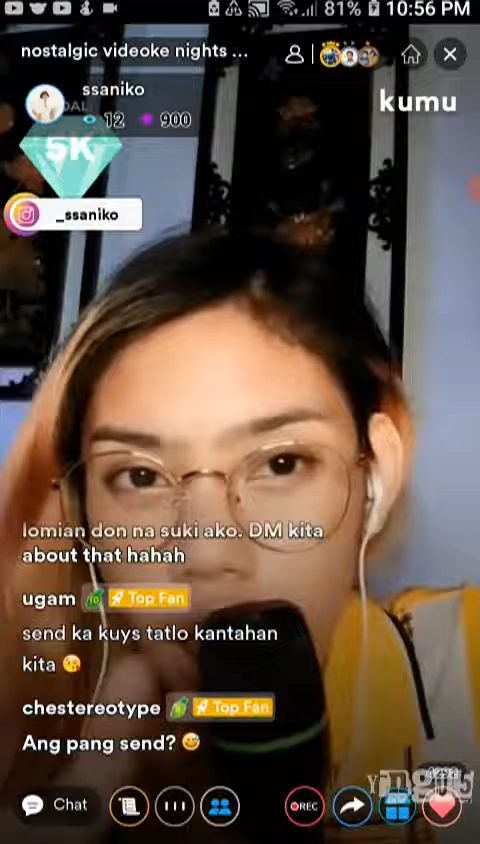 81% 10:56 PM
nostalgic videoke nights ...
ssaniko
kumu
12 900
5K
_ssaniko
lomian don na suki ako. DM kita
about that hahah
ugam 10 Top Fan
send ka kuys tatlo kantahan
kita 😘
chestereotype Top Fan
Ang pang send? 😅
Chat
REC